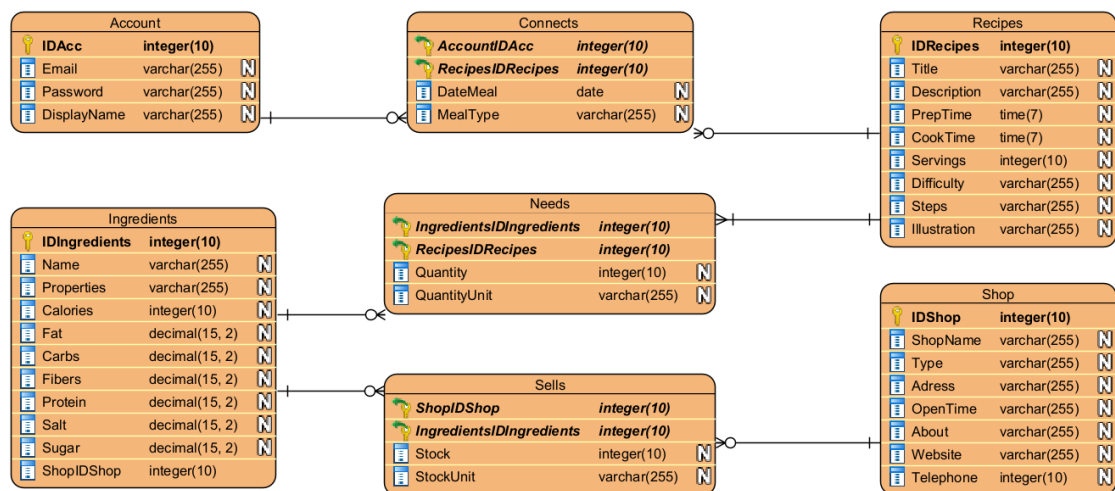 Account
IDAcc integer(10)
Email varchar(255) N
Password varchar(255) N
DisplayName varchar(255) N
Connects
AccountIDAcc integer(10)
RecipesIDRecipes integer(10)
DateMeal date N
MealType varchar(255) N
Recipes
IDRecipes integer(10)
Title varchar(255) N
Description varchar(255) N
PrepTime time(7) N
CookTime time(7) N
Servings integer(10) N
Difficulty varchar(255) N
Steps varchar(255) N
Illustration varchar(255) N
Ingredients
IDIngredients integer(10)
Name varchar(255) N
Properties varchar(255) N
Calories integer(10) N
Fat decimal(15, 2) N
Carbs decimal(15, 2) N
Fibers decimal(15, 2) N
Protein decimal(15, 2) N
Salt decimal(15, 2) N
Sugar decimal(15, 2) N
ShopIDShop integer(10)
Needs
IngredientsIDIngredients integer(10)
RecipesIDRecipes integer(10)
Quantity integer(10) N
QuantityUnit varchar(255) N
Sells
ShopIDShop integer(10)
IngredientsIDIngredients integer(10)
Stock integer(10) N
StockUnit varchar(255) N
Shop
IDShop integer(10)
ShopName varchar(255) N
Type varchar(255) N
Adress varchar(255) N
OpenTime varchar(255) N
About varchar(255) N
Website varchar(255) N
Telephone integer(10) N